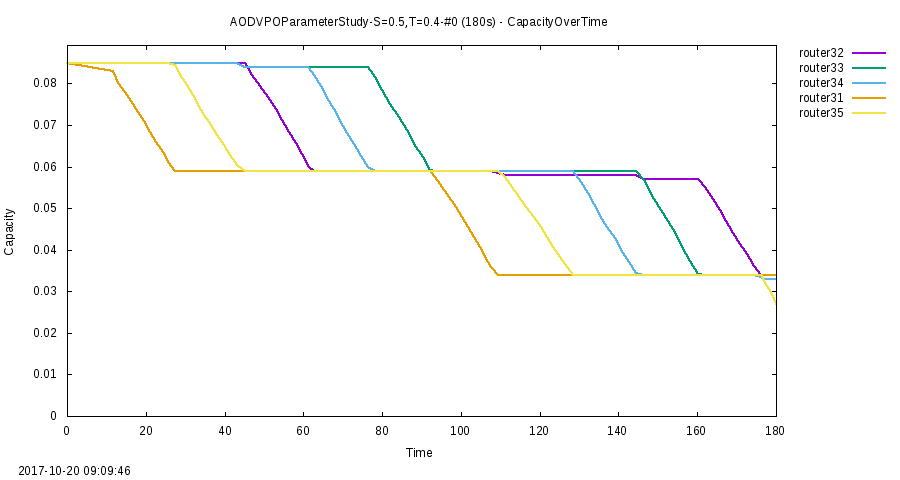 AODVPOParameterStudy-S=0.5,T=0.4-#0 (180s) - CapacityOverTime
router32
router33
router34
router31
router35
0.08
0.07
0.06
0.05
0.04
0.03
0.02
0.01
0
Capacity
0 20 40 60 80 100 120 140 160 180
Time
2017-10-20 09:09:46